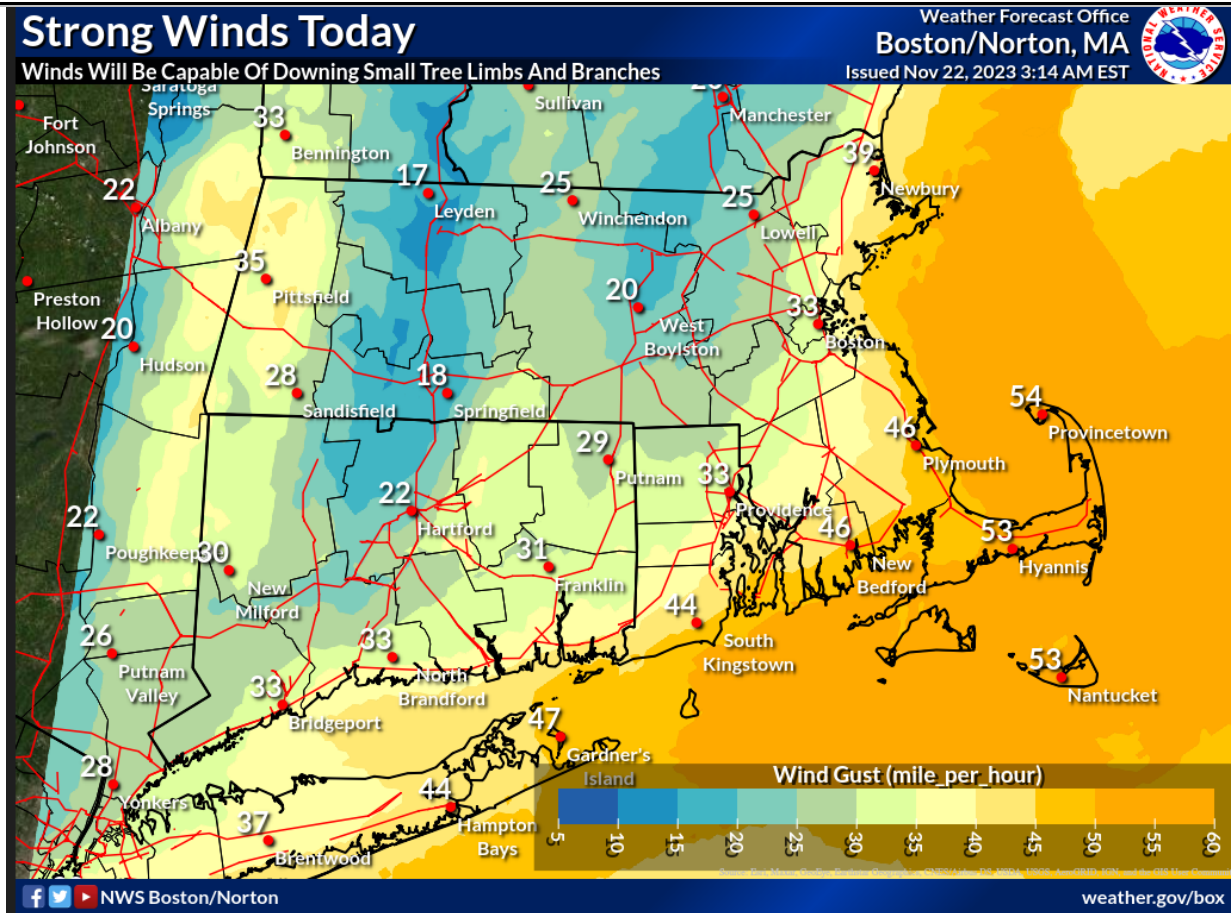 Strong Winds Today
Winds Will Be Capable Of Downing Small Tree Limbs And Branches
Weather Forecast Office
Boston/Norton, MA
Issued Nov 22, 2023 3:14 AM EST
NATIONAL WEATHER SERVICE
Saratoga
Springs
Sullivan
Manchester
Fort
Johnson
33
Bennington
39
Newbury
22
Albany
17
Leyden
25
Winchendon
25
Lowell
35
Pittsfield
Preston
Hollow
20
West
Boylston
33
Boston
20
Hudson
28
Sandisfield
18
Springfield
54
Provincetown
46
Plymouth
29
Putnam
33
Providence
22
Hartford
22
Poughkeep
30
New
Milford
31
Franklin
46
New
Bedford
53
Hyannis
44
South
Kingstown
26
Putnam
Valley
33
North
Brandford
53
Nantucket
33
Bridgeport
47
Gardner's
Island
28
Yonkers
44
Hampton
Bays
37
Brentwood
Wind Gust (mile_per_hour)
5 10 15 20 25 30 35 40 45 50 55 60
NWS Boston/Norton
weather.gov/box